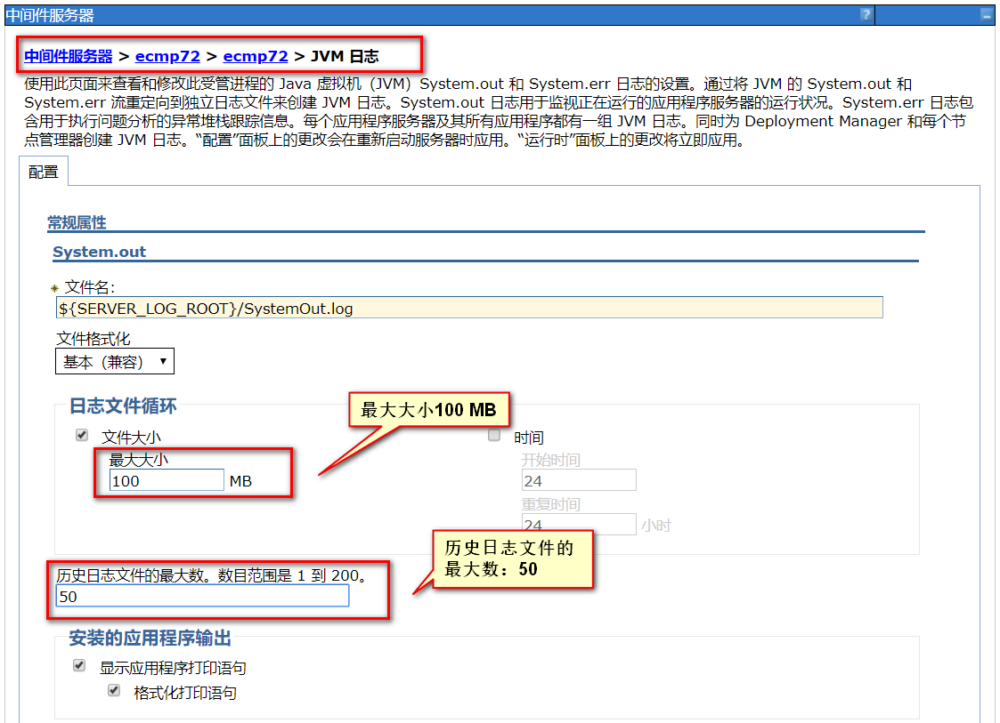 中间件服务器
?
中间件服务器 > ecmp72 > ecmp72 > JVM 日志
使用此页面来查看和修改此受管进程的 Java 虚拟机（JVM）System.out 和 System.err 日志的设置。通过将 JVM 的 System.out 和
System.err 流重定向到独立日志文件来创建 JVM 日志。System.out 日志用于监视正在运行的应用程序服务器的运行状况。System.err 日志包
含用于执行问题分析的异常堆栈跟踪信息。每个应用程序服务器及其所有应用程序都有一组 JVM 日志。同时为 Deployment Manager 和每个节
点管理器创建 JVM 日志。“配置”面板上的更改会在重新启动服务器时应用。“运行时”面板上的更改将立即应用。
配置
常规属性
System.out
文件名：
${SERVER_LOG_ROOT}/SystemOut.log
文件格式化
基本（兼容）
日志文件循环
最大大小100 MB
文件大小
最大大小
100 MB
时间
开始时间
24
重复时间
24 小时
历史日志文件的
最大数：50
历史日志文件的最大数。数目范围是 1 到 200。
50
安装的应用程序输出
显示应用程序打印语句
格式化打印语句